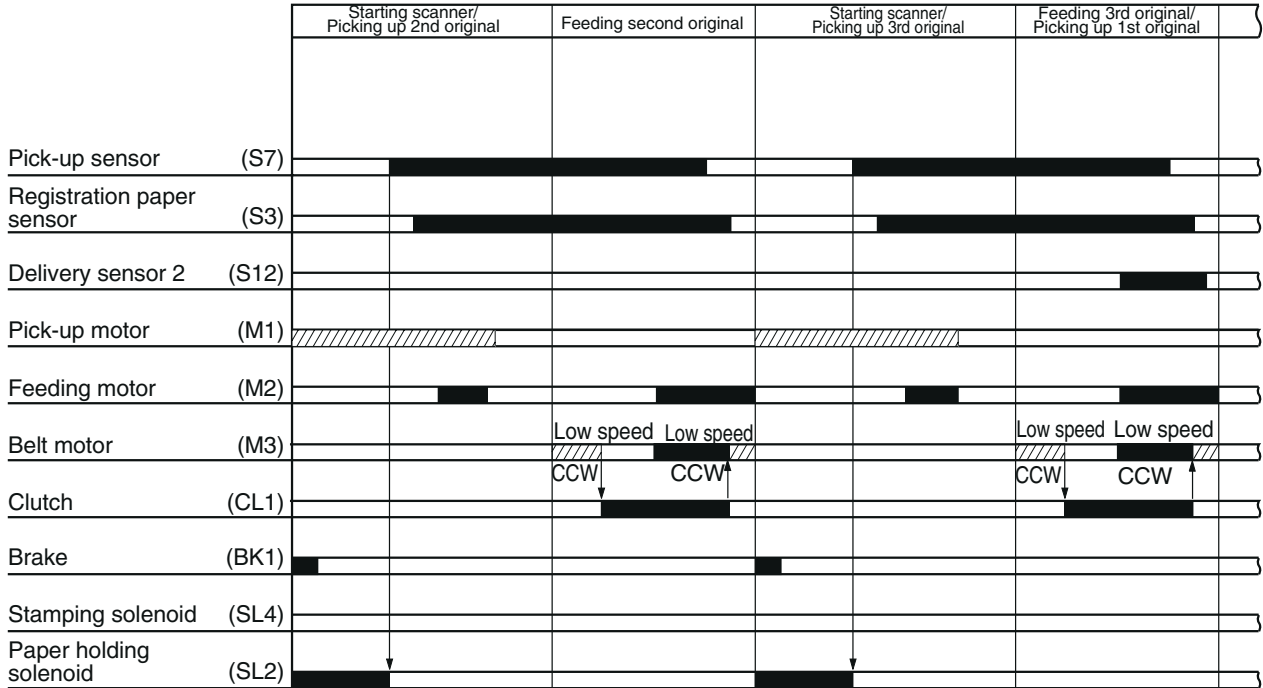 Starting scanner/
Picking up 2nd original
Feeding second original
Starting scanner/
Picking up 3rd original
Feeding 3rd original/
Picking up 1st original
Pick-up sensor (S7)
Registration paper
sensor (S3)
Delivery sensor 2 (S12)
Pick-up motor (M1)
Feeding motor (M2)
Belt motor (M3)
Low speed Low speed Low speed Low speed
CCW CCW CCW CCW
Clutch (CL1)
Brake (BK1)
Stamping solenoid (SL4)
Paper holding
solenoid (SL2)